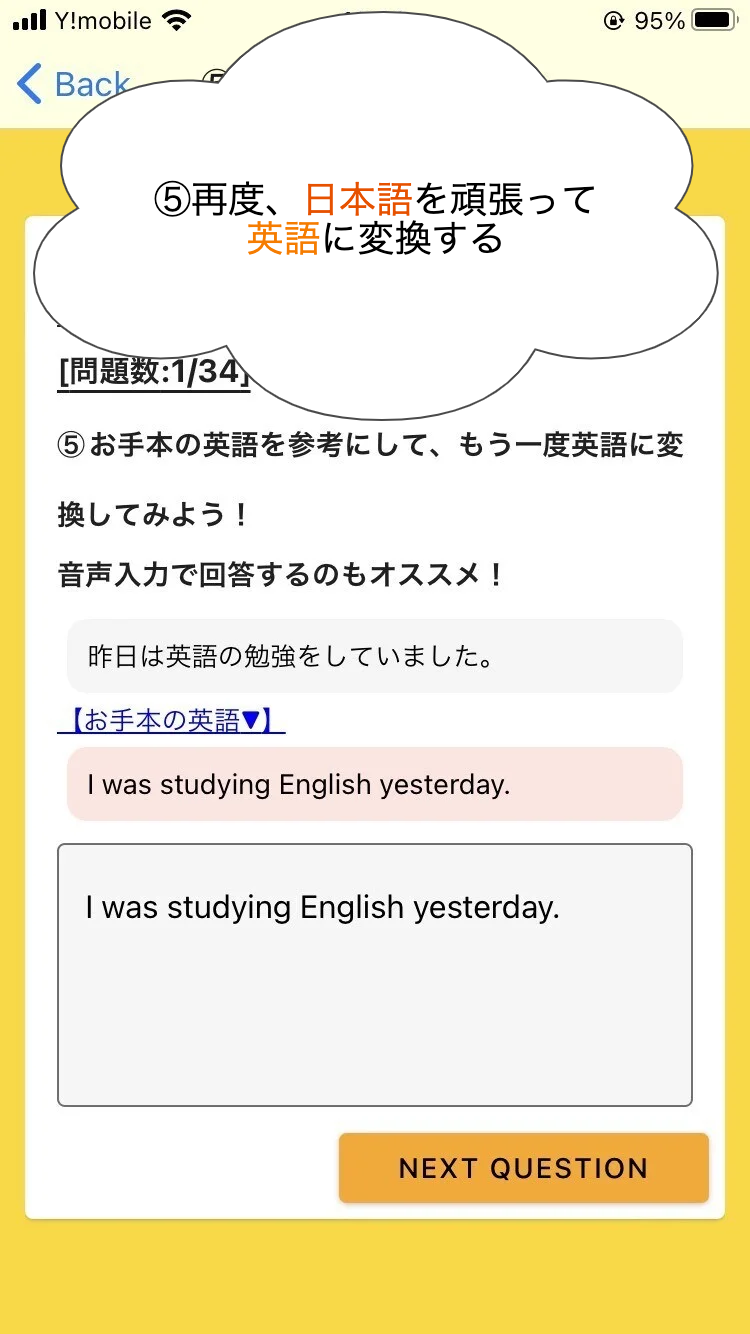 Y!mobile 95%
Back
⑤再度、日本語を頑張って
英語に変換する
[問題数:1/34]
⑤お手本の英語を参考にして、もう一度英語に変
換してみよう！
音声入力で回答するのもオススメ！
昨日は英語の勉強をしていました。
【お手本の英語▼】
I was studying English yesterday.
I was studying English yesterday.
NEXT QUESTION